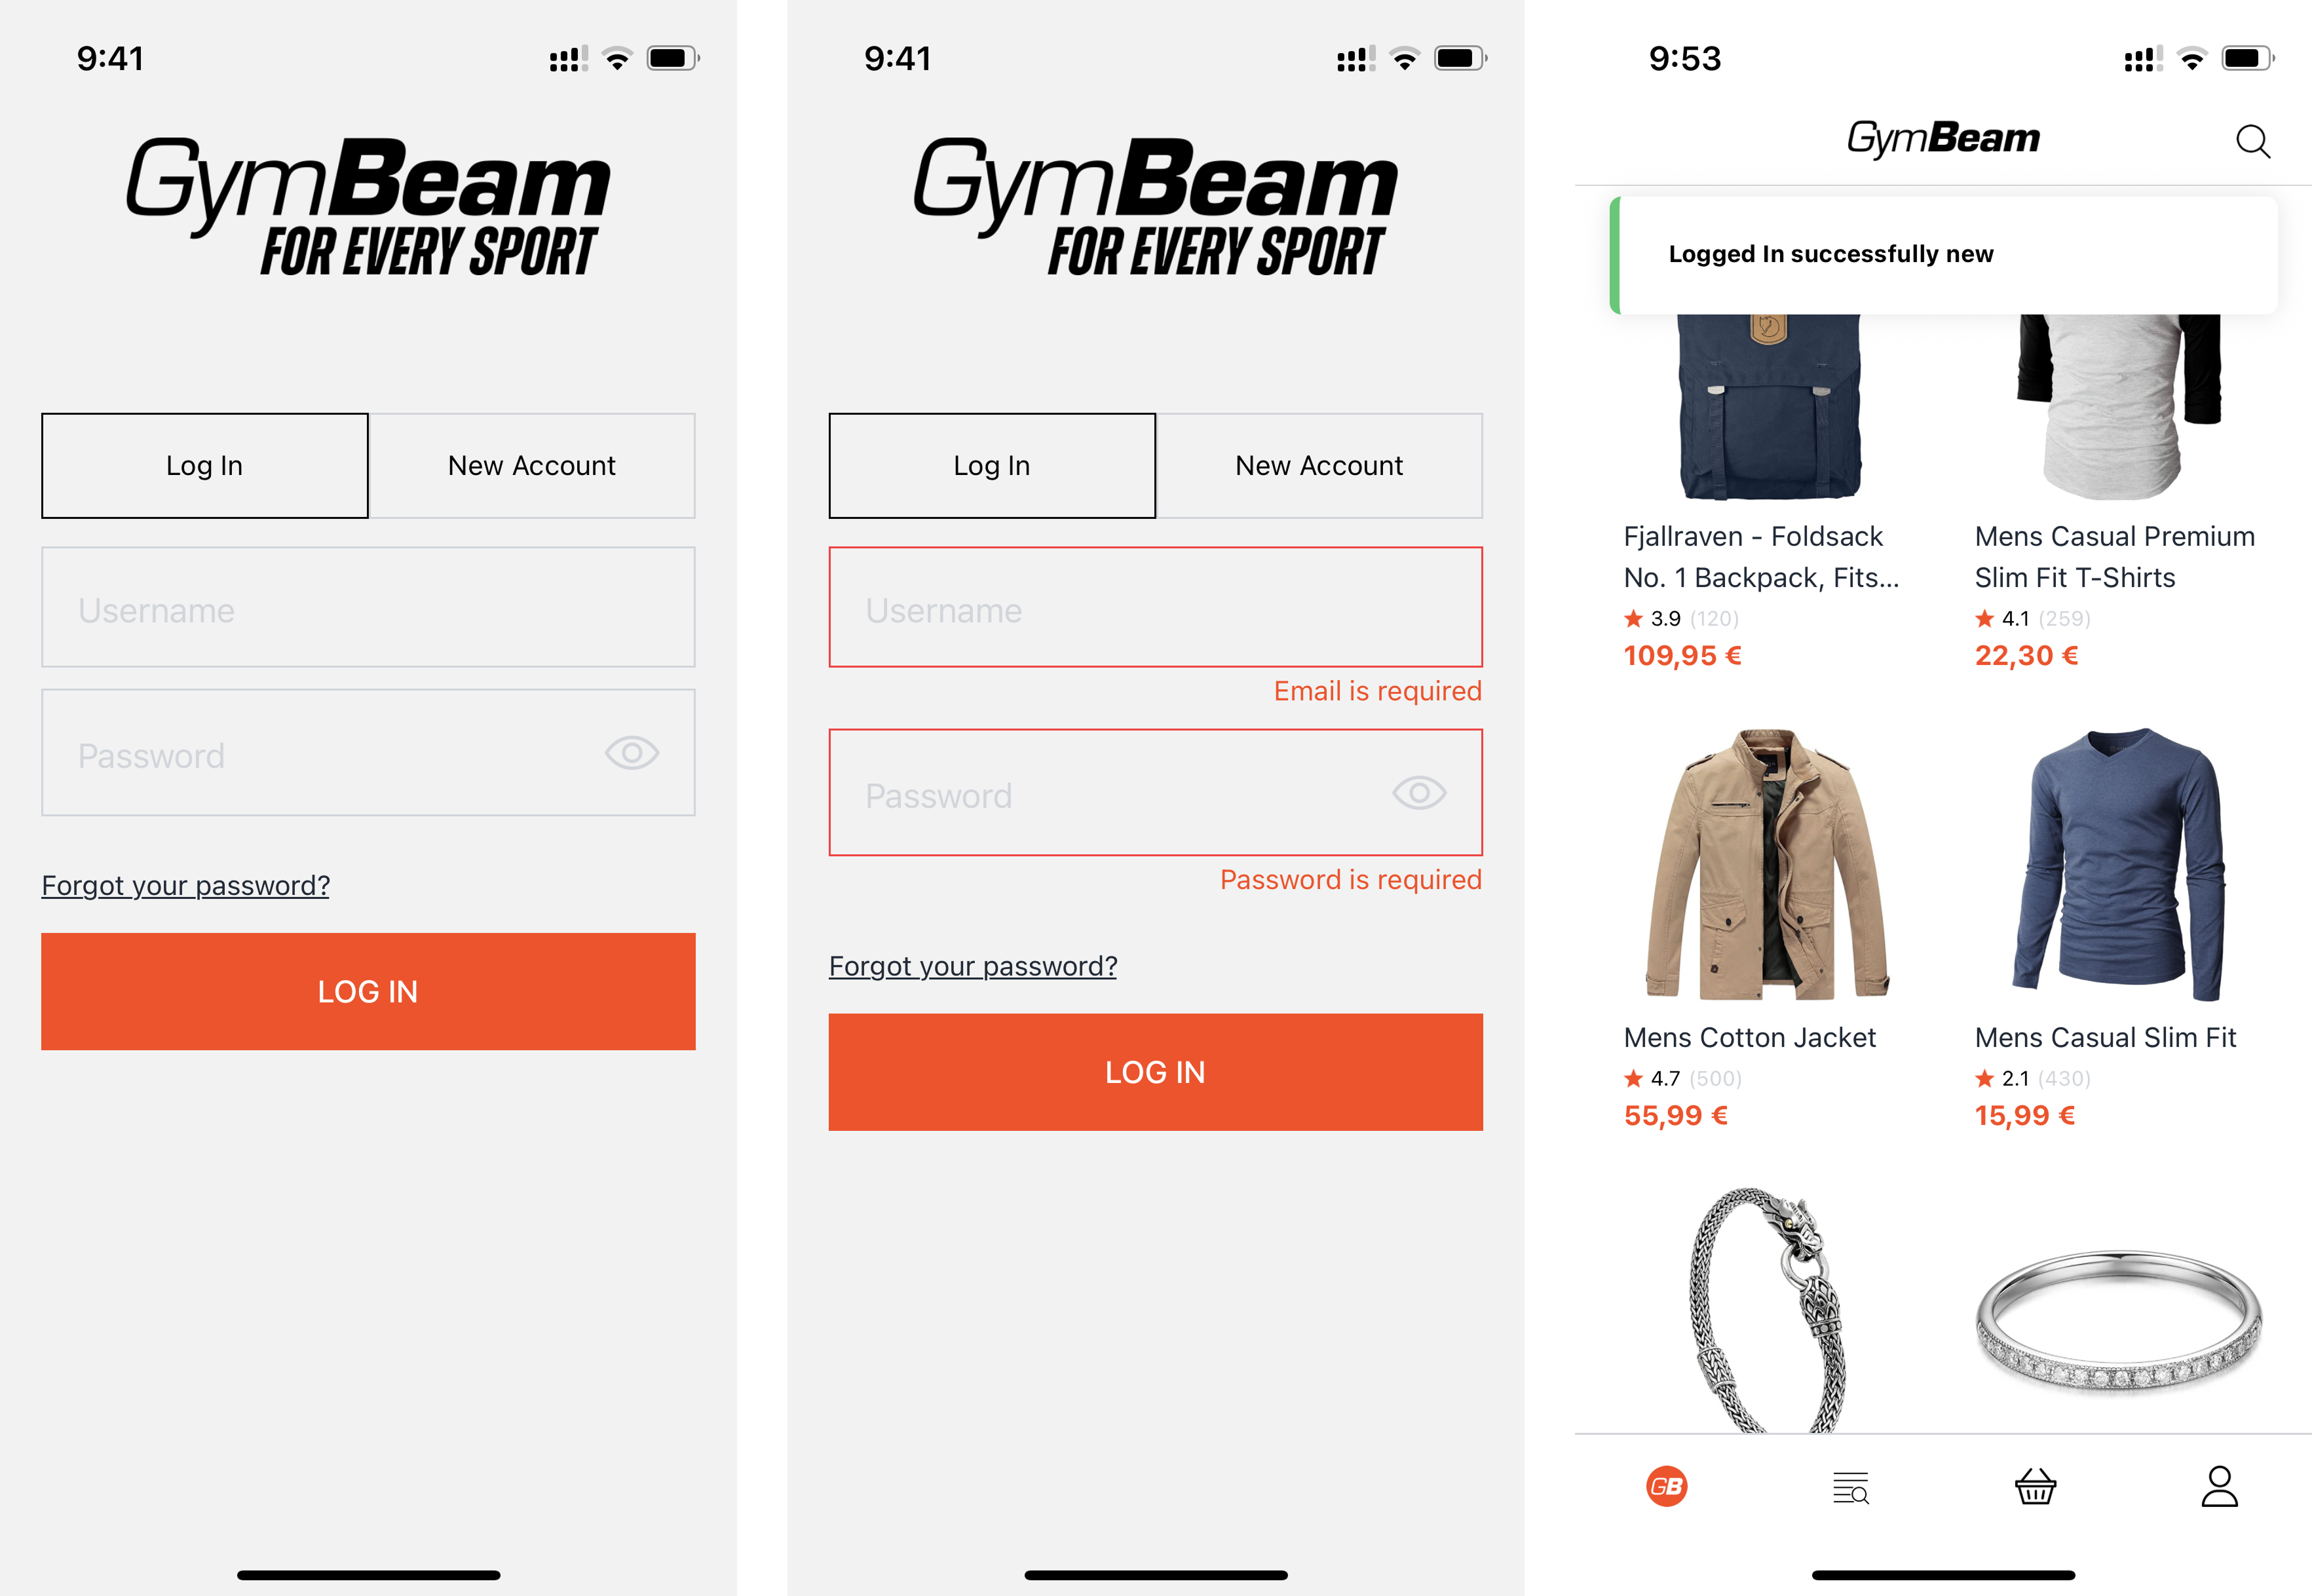 9:41
GymBeam
FOR EVERY SPORT
Log In
New Account
Username
Password
Forgot your password?
LOG IN
9:41
GymBeam
FOR EVERY SPORT
Log In
New Account
Username
Email is required
Password
Password is required
Forgot your password?
LOG IN
9:53
GymBeam
Logged In successfully new
Fjallraven - Foldsack
No. 1 Backpack, Fits...
3.9 (120)
109,95 €
Mens Casual Premium
Slim Fit T-Shirts
4.1 (259)
22,30 €
Mens Cotton Jacket
4.7 (500)
55,99 €
Mens Casual Slim Fit
2.1 (430)
15,99 €
GB